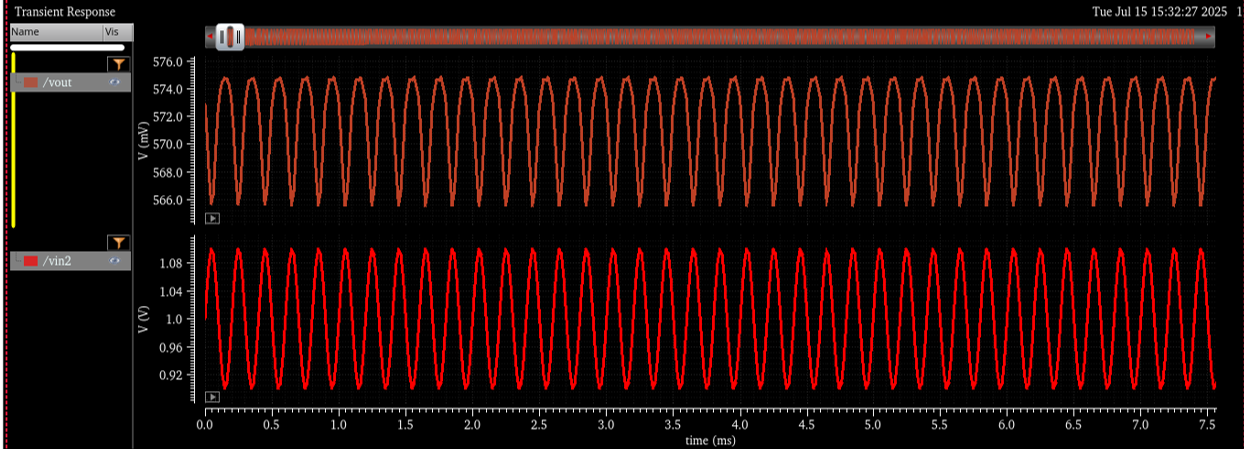 Transient Response
Tue Jul 15 15:32:27 2025 1
Name Vis
/vout
576.0
574.0
572.0
570.0
568.0
566.0
V (mV)
/vin2
1.08
1.04
1.0
0.96
0.92
V (V)
0.0 0.5 1.0 1.5 2.0 2.5 3.0 3.5 4.0 4.5 5.0 5.5 6.0 6.5 7.0 7.5
time (ms)